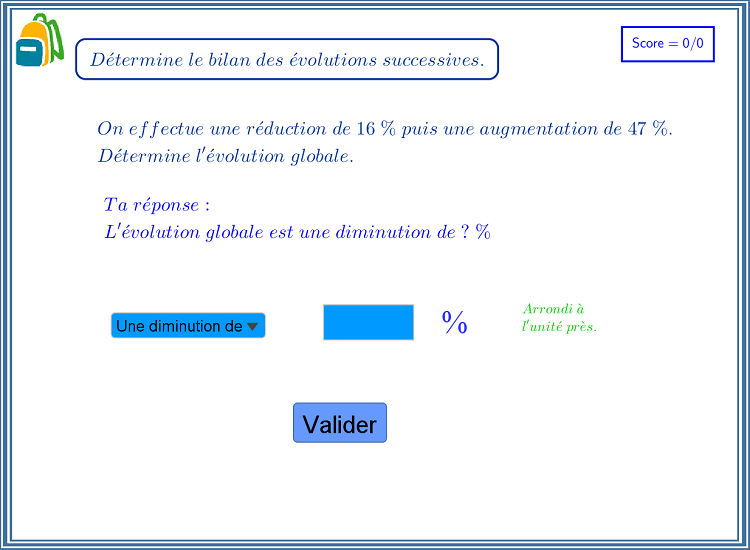 Score = 0/0
Détermine le bilan des évolutions successives.
On effectue une réduction de 16 % puis une augmentation de 47 %.
Détermine l'évolution globale.
Ta réponse :
L'évolution globale est une diminution de ? %
Une diminution de
%
Arrondi à
l'unité près.
Valider